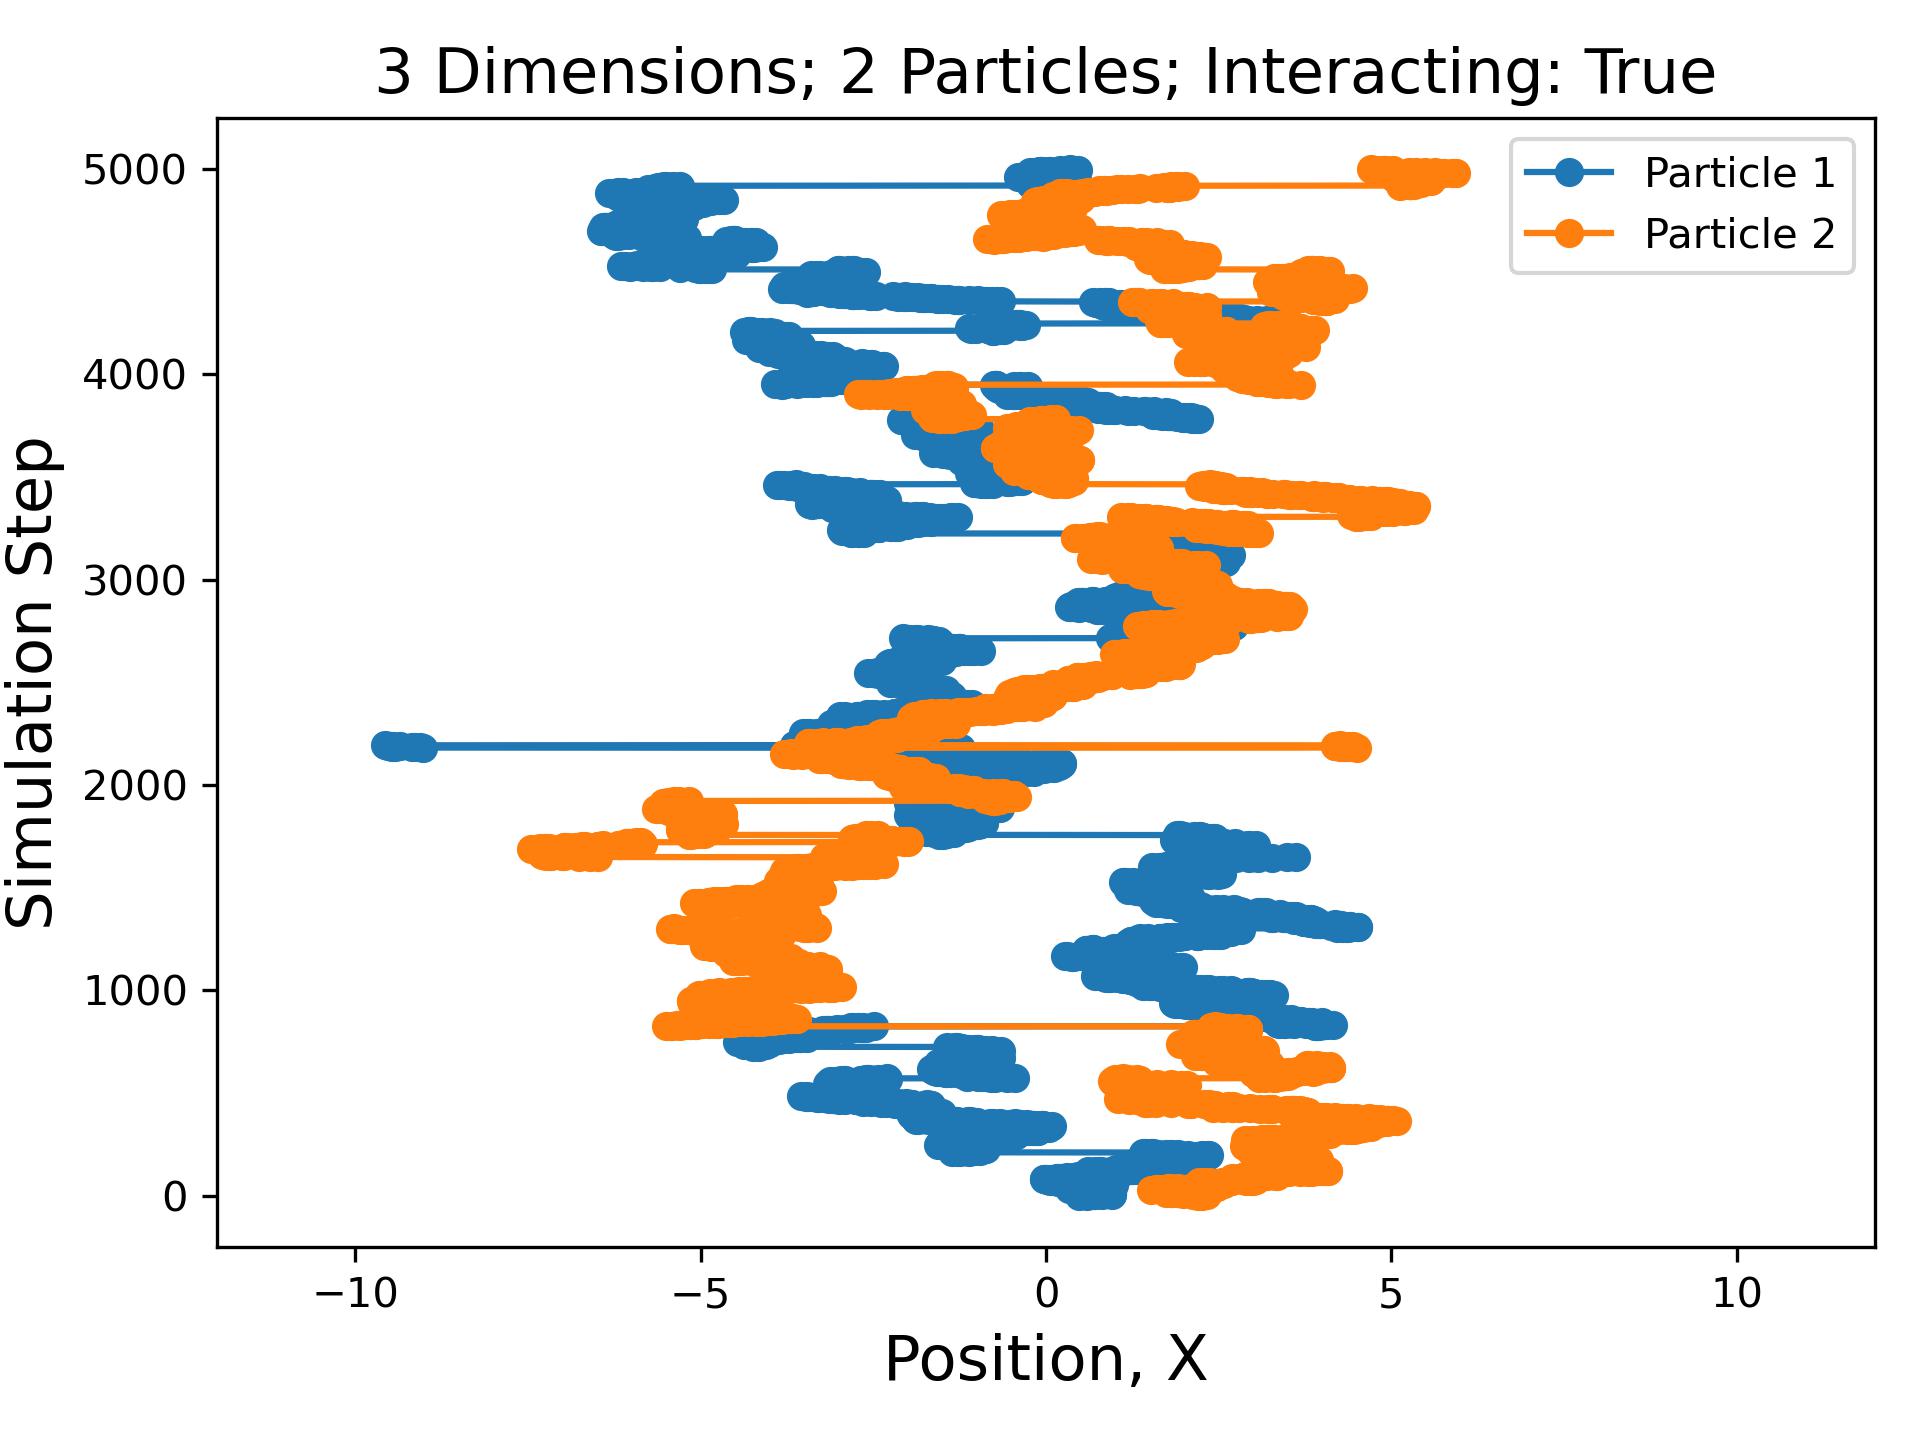 3 Dimensions; 2 Particles; Interacting: True
Particle 1
Particle 2
Simulation Step
5000
4000
3000
2000
1000
0
−10
−5
0
5
10
Position, X